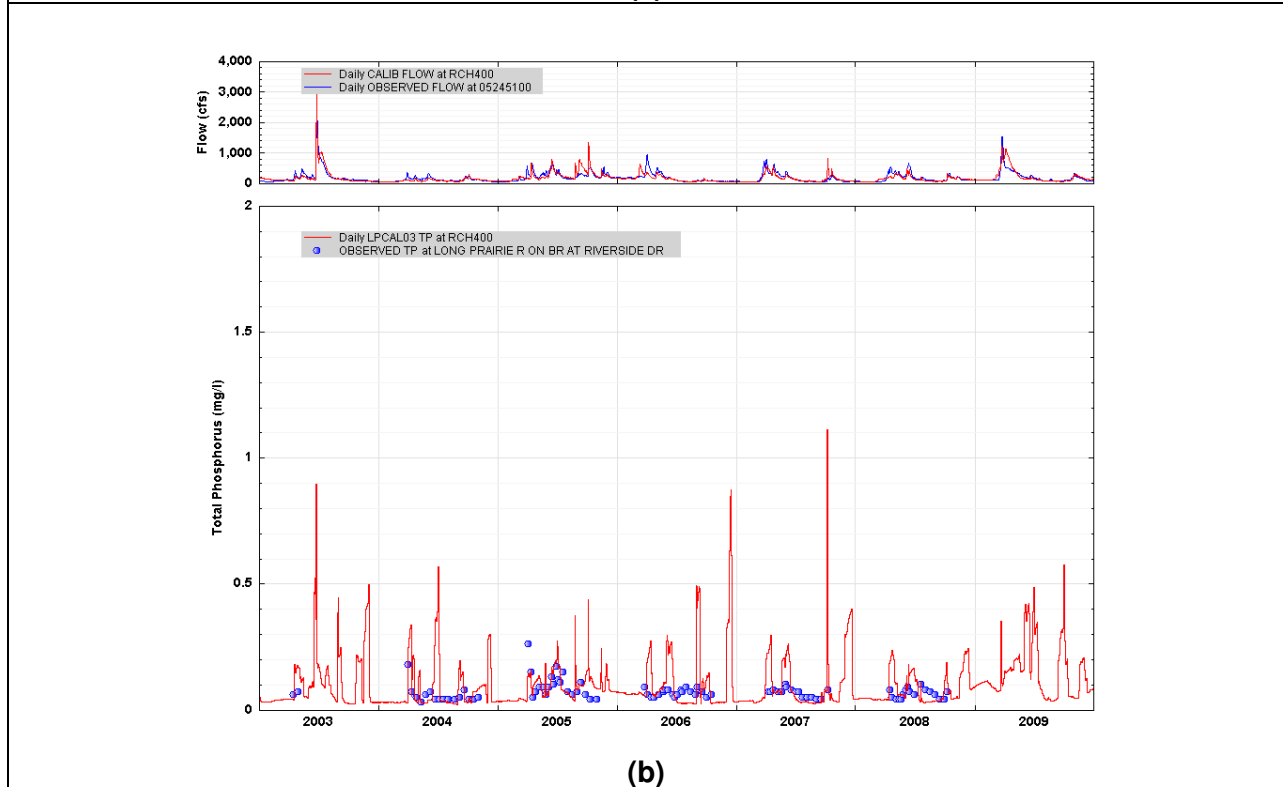 4,000
3,000
2,000
1,000
0
Flow (cfs)
Daily CALIB FLOW at RCH400
Daily OBSERVED FLOW at 05245100
2
1.5
1
0.5
0
Total Phosphorus (mg/l)
Daily LPCAL03 TP at RCH400
OBSERVED TP at LONG PRAIRIE R ON BR AT RIVERSIDE DR
2003 2004 2005 2006 2007 2008 2009
(b)